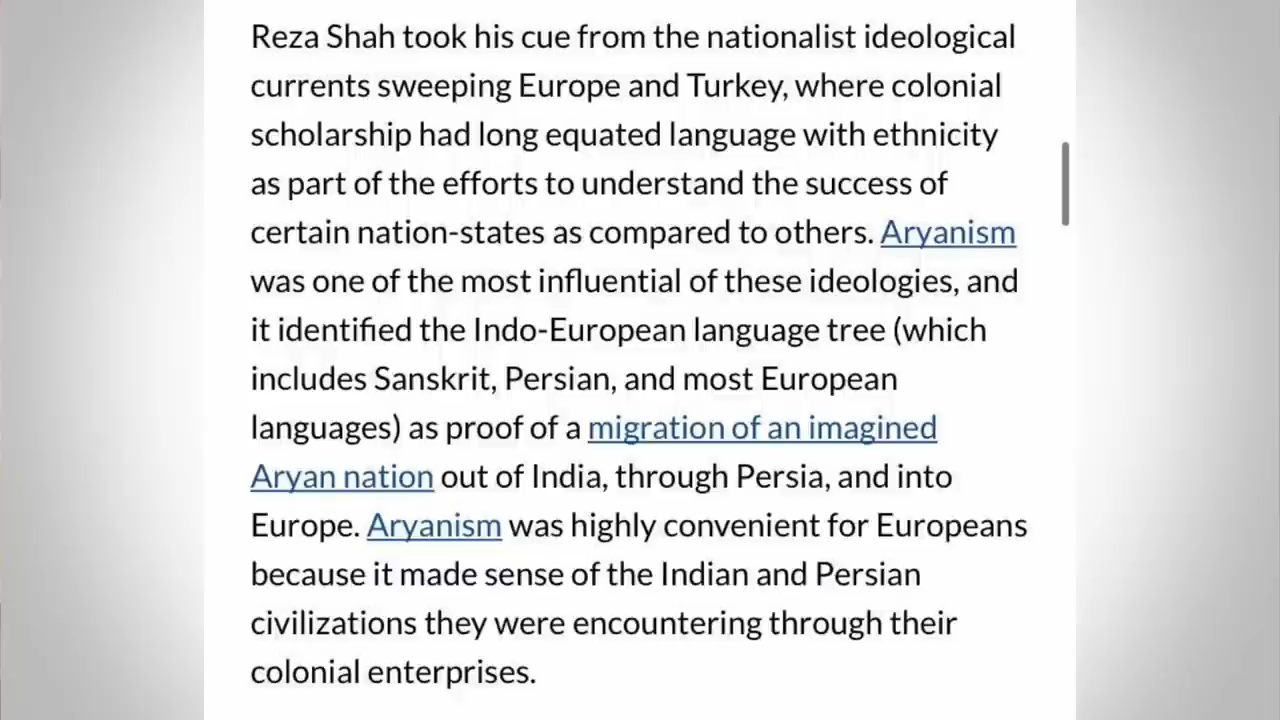 Reza Shah took his cue from the nationalist ideological
currents sweeping Europe and Turkey, where colonial
scholarship had long equated language with ethnicity
as part of the efforts to understand the success of
certain nation-states as compared to others. Aryanism
was one of the most influential of these ideologies, and
it identified the Indo-European language tree (which
includes Sanskrit, Persian, and most European
languages) as proof of a migration of an imagined
Aryan nation out of India, through Persia, and into
Europe. Aryanism was highly convenient for Europeans
because it made sense of the Indian and Persian
civilizations they were encountering through their
colonial enterprises.